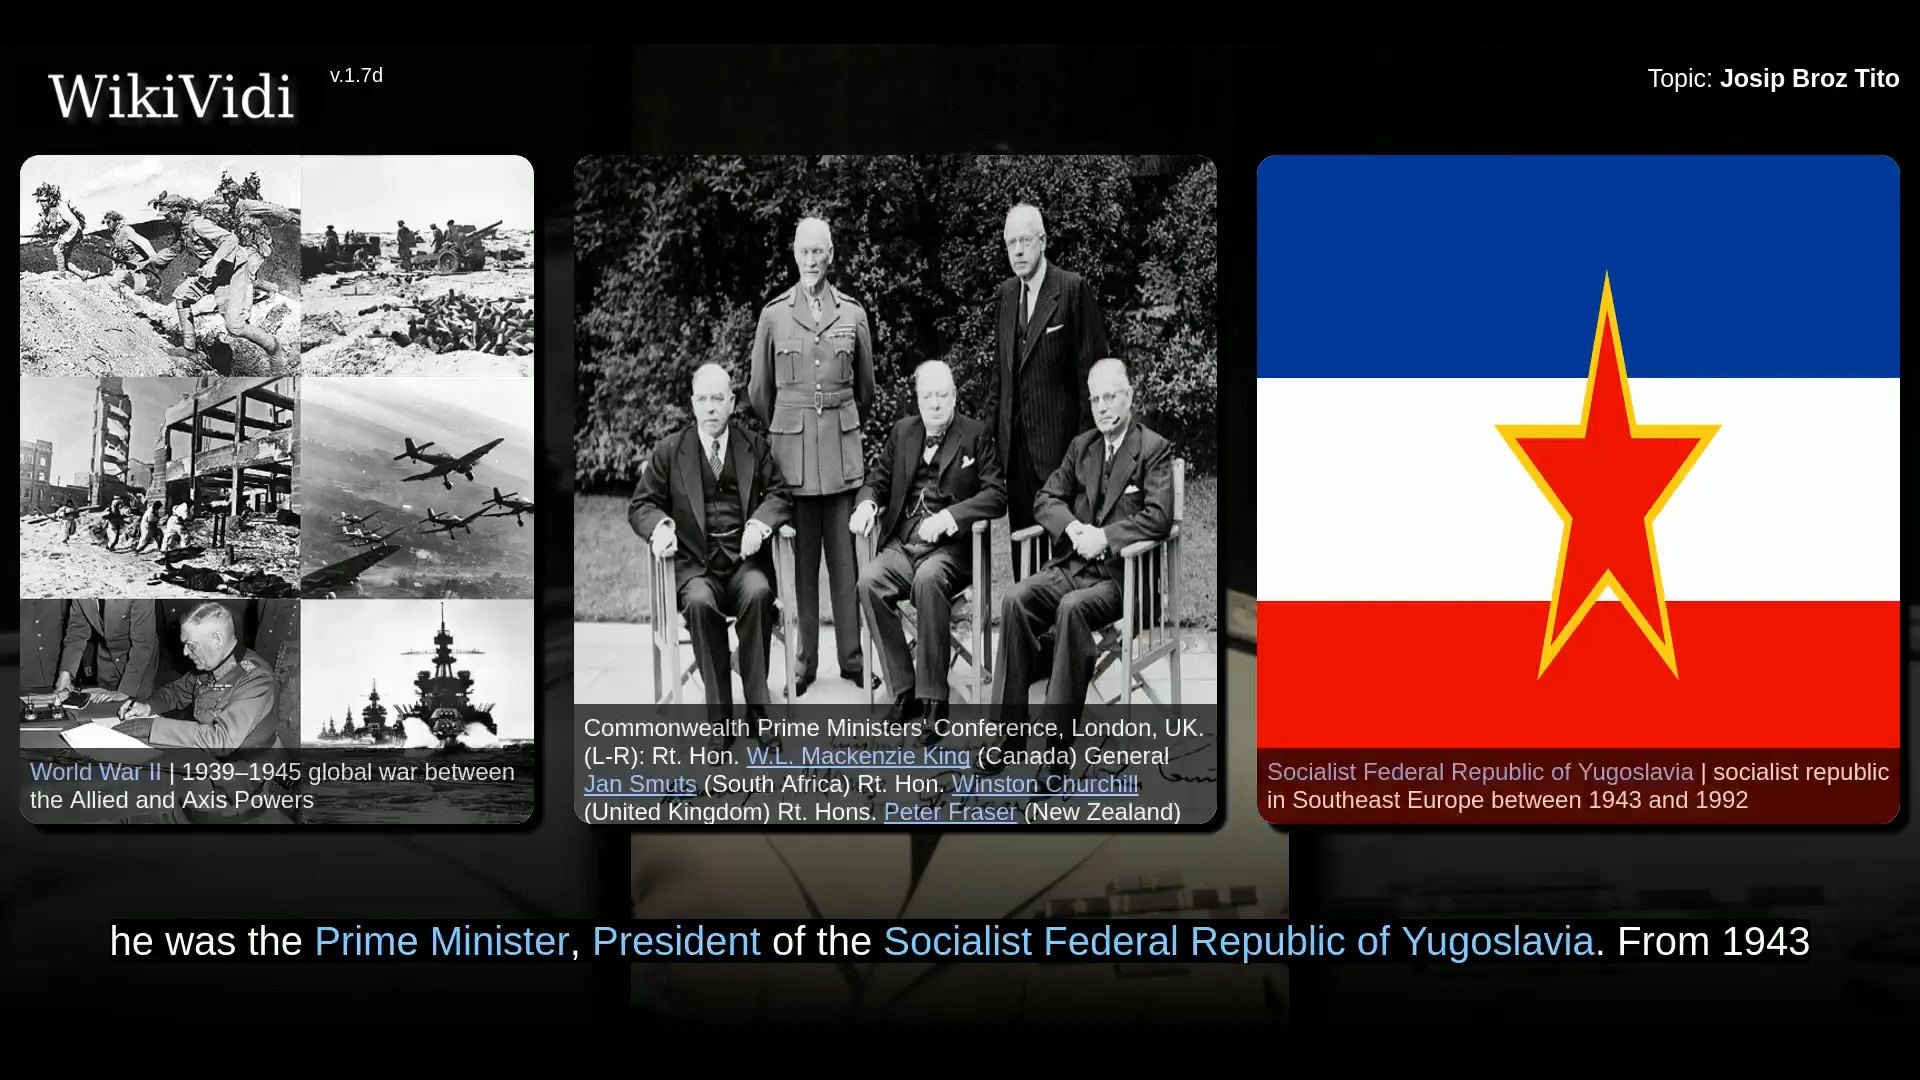 WikiVidi
v.1.7d
Topic: Josip Broz Tito
World War II | 1939–1945 global war between
the Allied and Axis Powers
Commonwealth Prime Ministers' Conference, London, UK.
(L-R): Rt. Hon. W.L. Mackenzie King (Canada) General
Jan Smuts (South Africa) Rt. Hon. Winston Churchill
(United Kingdom) Rt. Hons. Peter Fraser (New Zealand)
Socialist Federal Republic of Yugoslavia | socialist republic
in Southeast Europe between 1943 and 1992
he was the Prime Minister, President of the Socialist Federal Republic of Yugoslavia. From 1943